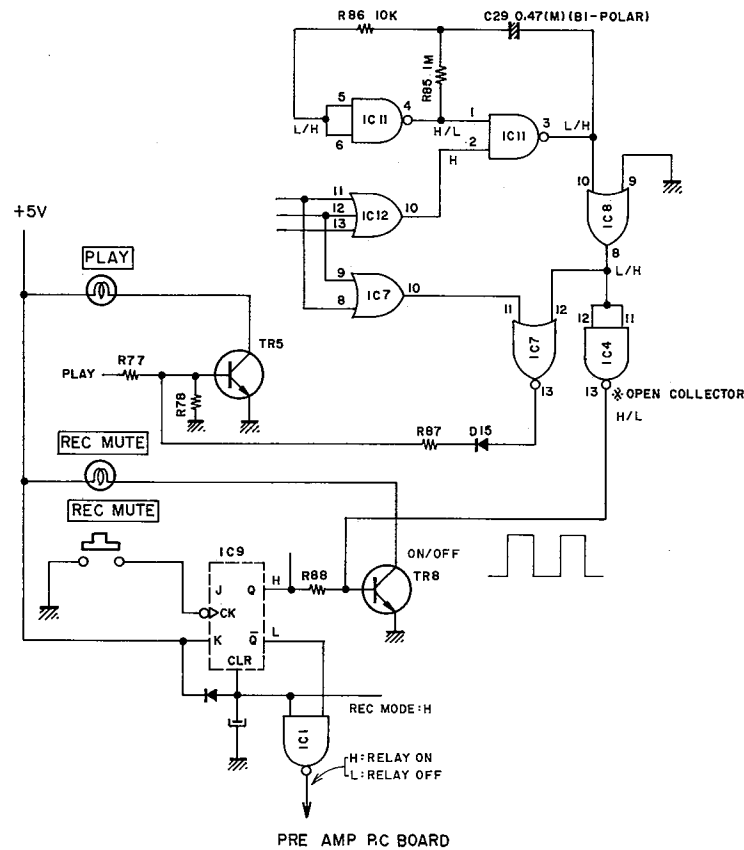 R86 10K
C29 0.47(M)(BI-POLAR)
R85 1M
5
4
IC11
6
L/H
H/L
1
2
H
IC11
3
L/H
10
9
IC8
8
L/H
11
12
13
IC12
10
9
8
IC7
10
11
12
IC7
13
12
11
IC4
13
※OPEN COLLECTOR
H/L
+5V
PLAY
TR5
PLAY
R77
R78
R87
D15
REC MUTE
REC MUTE
IC9
J
Q
H
CK
K
Q̅
L
CLR
R88
ON/OFF
TR8
REC MODE:H
IC1
H:RELAY ON
L:RELAY OFF
PRE AMP P.C BOARD